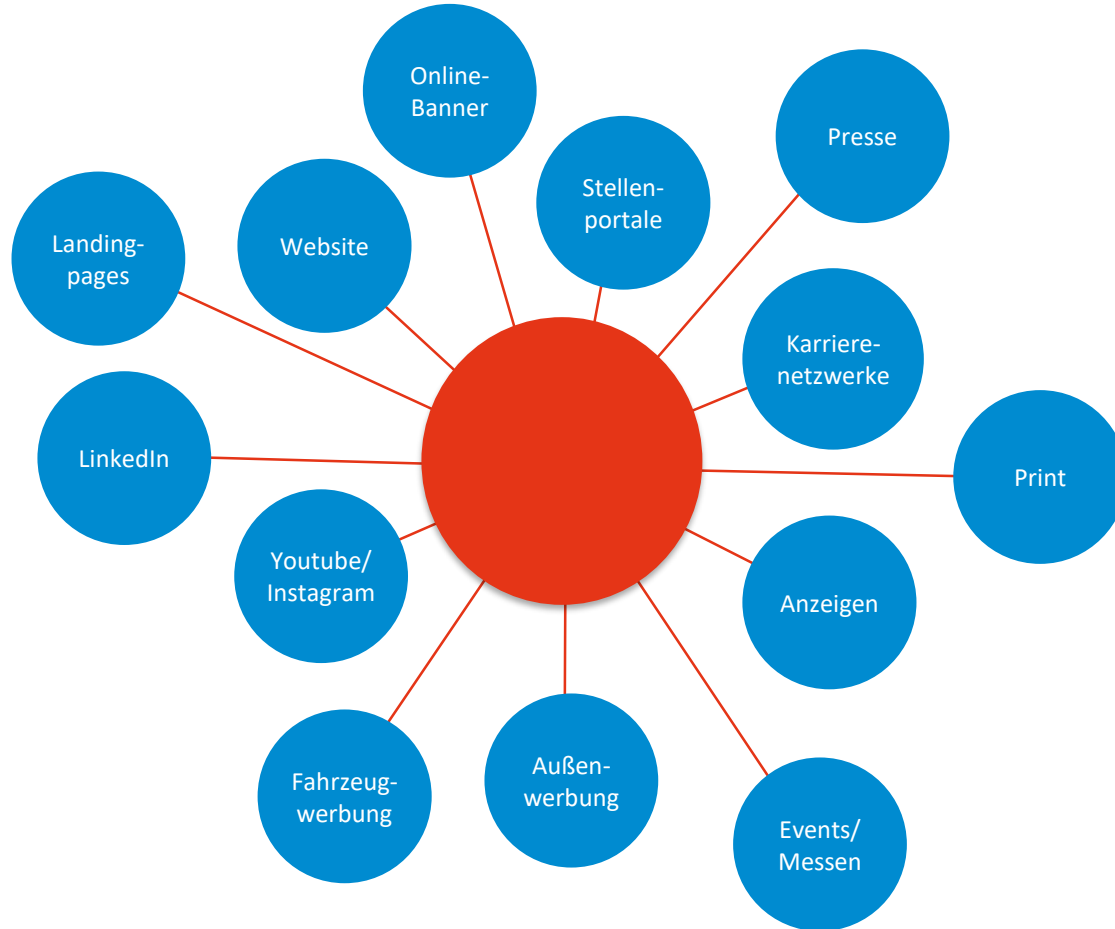 Online-
Banner
Presse
Stellen-
portale
Website
Landing-
pages
Karriere-
netzwerke
LinkedIn
Print
Youtube/
Instagram
Anzeigen
Fahrzeug-
werbung
Außen-
werbung
Events/
Messen